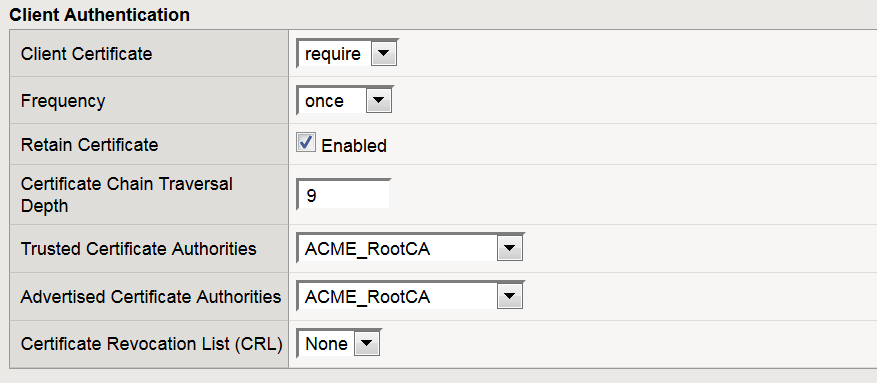 Client Authentication
Client Certificate require
Frequency once
Retain Certificate Enabled
Certificate Chain Traversal
Depth 9
Trusted Certificate Authorities ACME_RootCA
Advertised Certificate Authorities ACME_RootCA
Certificate Revocation List (CRL) None